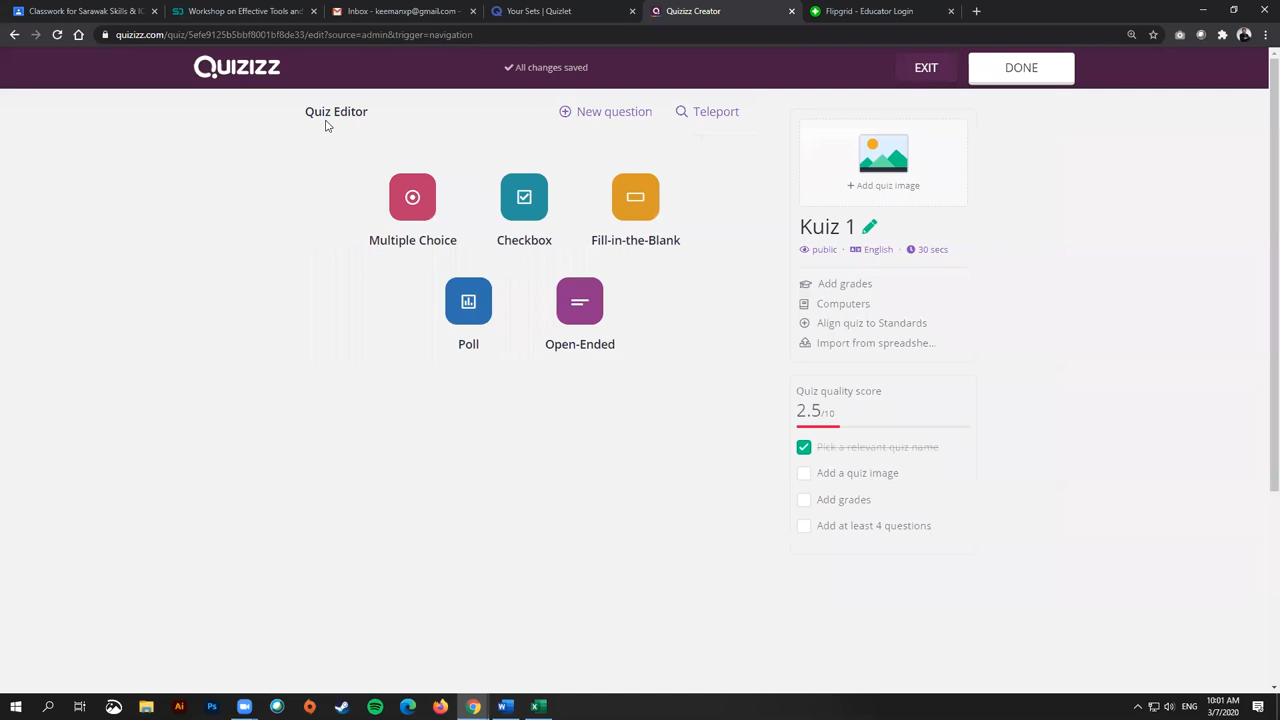 Classwork for Sarawak Skills & IC
Workshop on Effective Tools and
Inbox - keemanxp@gmail.com -
Your Sets | Quizlet
Quizizz Creator
Flipgrid - Educator Login
quizizz.com/quiz/5efe9125b5bbf8001bf8de33/edit?source=admin&trigger=navigation
Quizizz
All changes saved
EXIT
DONE
Quiz Editor
New question
Teleport
+ Add quiz image
Multiple Choice
Checkbox
Fill-in-the-Blank
Kuiz 1
public · English · 30 secs
Add grades
Computers
Align quiz to Standards
Import from spreadshe...
Poll
Open-Ended
Quiz quality score
2.5/10
Pick a relevant quiz name
Add a quiz image
Add grades
Add at least 4 questions
Ai
Ps
ENG
10:01 AM
3/7/2020